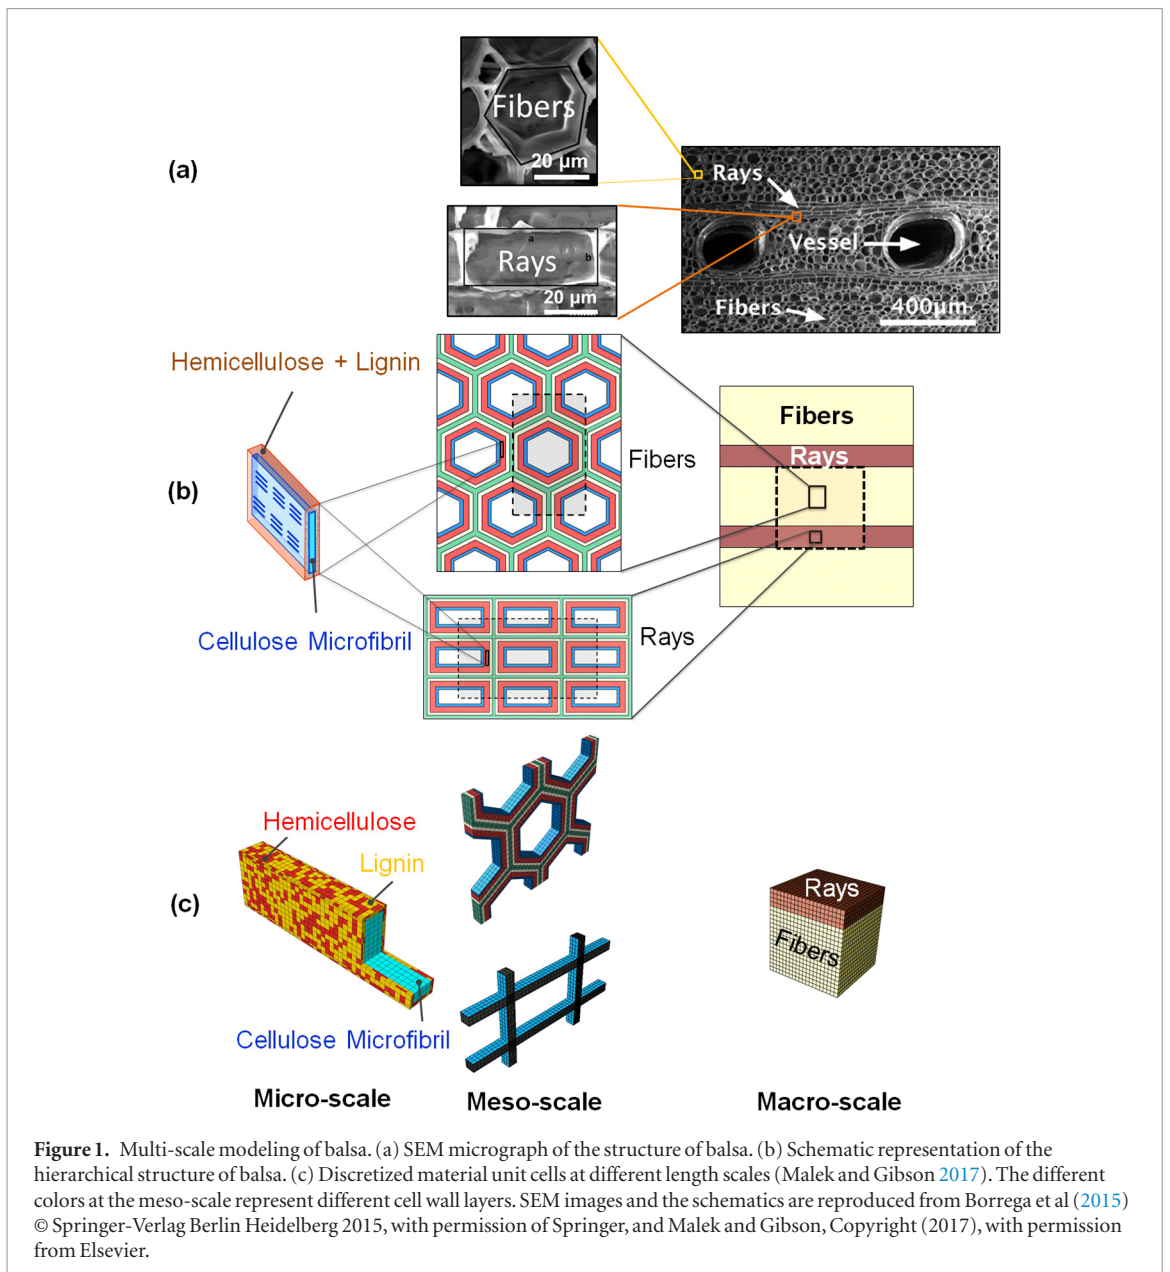 Fibers
20 µm
(a)
Rays
Vessel
Fibers
400µm
a
b
Rays
20 µm
Hemicellulose + Lignin
Fibers
Rays
Fibers
(b)
Cellulose Microfibril
Rays
Hemicellulose
Lignin
(c)
Rays
Fibers
Cellulose Microfibril
Micro-scale
Meso-scale
Macro-scale
Figure 1. Multi-scale modeling of balsa. (a) SEM micrograph of the structure of balsa. (b) Schematic representation of the
hierarchical structure of balsa. (c) Discretized material unit cells at different length scales (Malek and Gibson 2017). The different
colors at the meso-scale represent different cell wall layers. SEM images and the schematics are reproduced from Borrega et al (2015)
© Springer-Verlag Berlin Heidelberg 2015, with permission of Springer, and Malek and Gibson, Copyright (2017), with permission
from Elsevier.